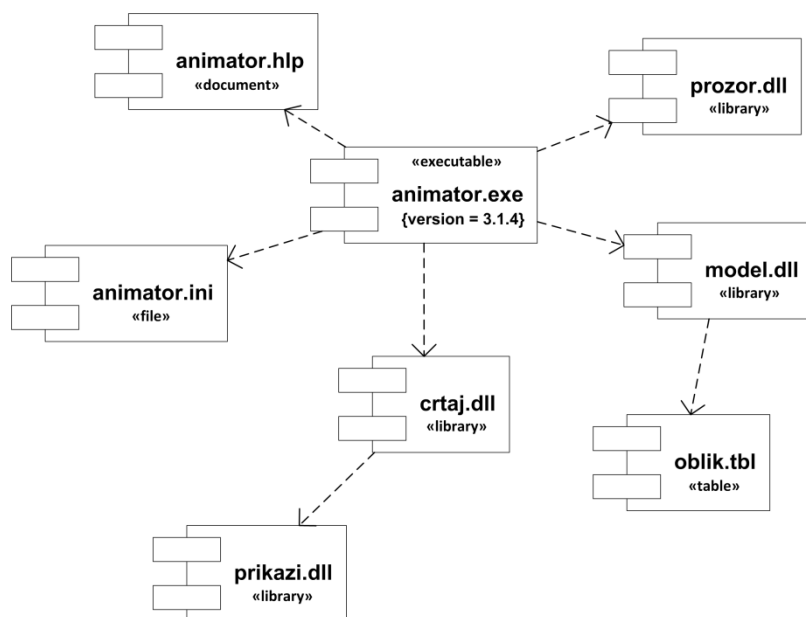 animator.hlp
«document»
prozor.dll
«library»
«executable»
animator.exe
{version = 3.1.4}
model.dll
«library»
animator.ini
«file»
crtaj.dll
«library»
oblik.tbl
«table»
prikazi.dll
«library»